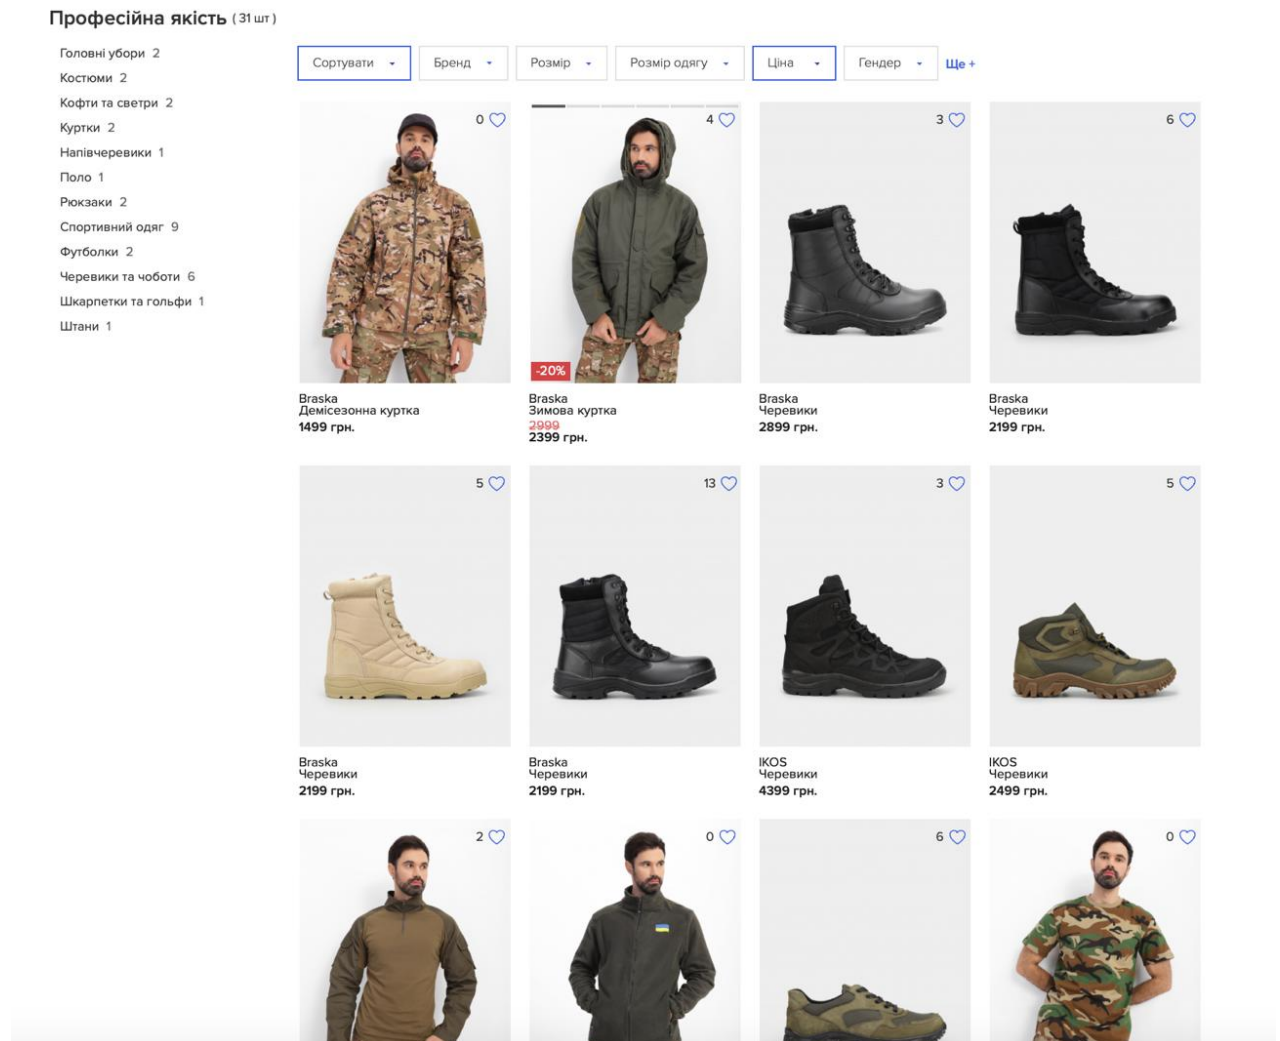 Професійна якість ( 31 шт )
Головні убори 2
Костюми 2
Кофти та светри 2
Куртки 2
Напівчеревики 1
Поло 1
Рюкзаки 2
Спортивний одяг 9
Футболки 2
Черевики та чоботи 6
Шкарпетки та гольфи 1
Штани 1
Сортувати Бренд Розмір Розмір одягу Ціна Гендер Ще +
0 4 3 6
-20%
Braska Braska Braska Braska
Демісезонна куртка Зимова куртка Черевики Черевики
1499 грн. 2999 2899 грн. 2199 грн.
2399 грн.
5 13 3 5
Braska Braska IKOS IKOS
Черевики Черевики Черевики Черевики
2199 грн. 2199 грн. 4399 грн. 2499 грн.
2 0 6 0